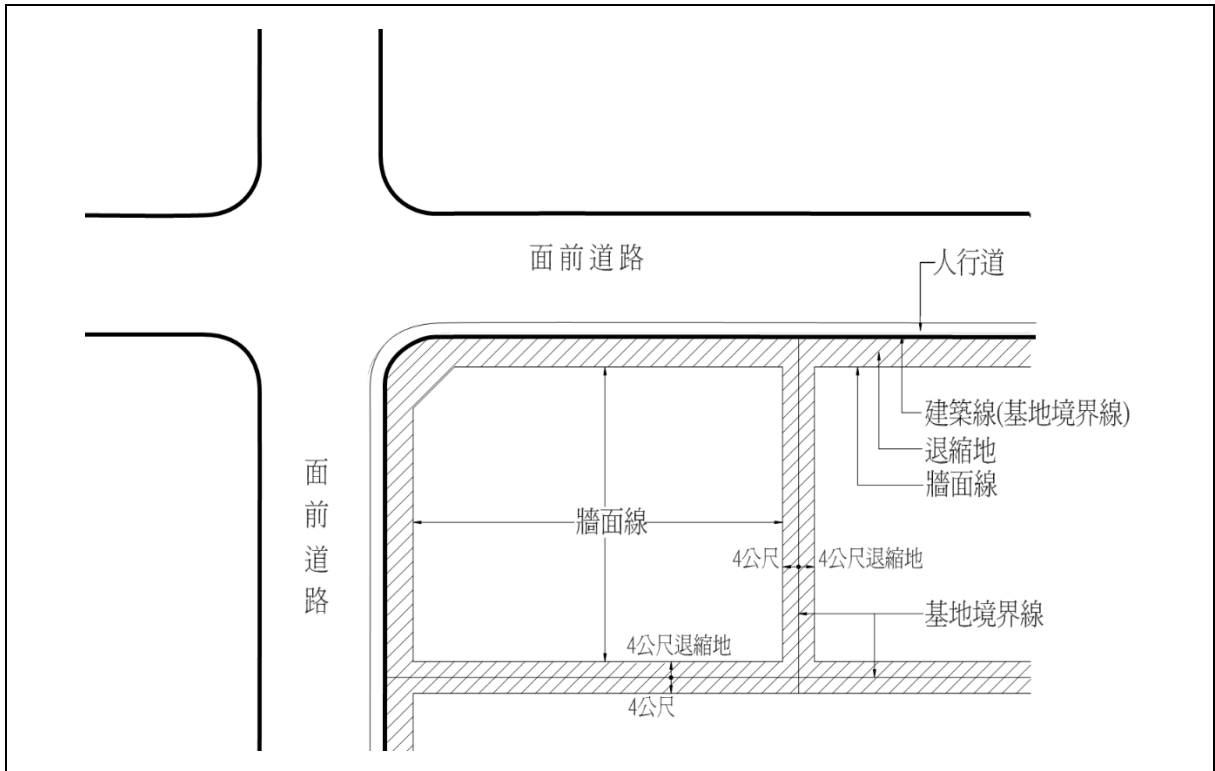 面前道路
人行道
建築線(基地境界線)
退縮地
牆面線
面前道路
牆面線
4公尺
4公尺退縮地
基地境界線
4公尺退縮地
4公尺